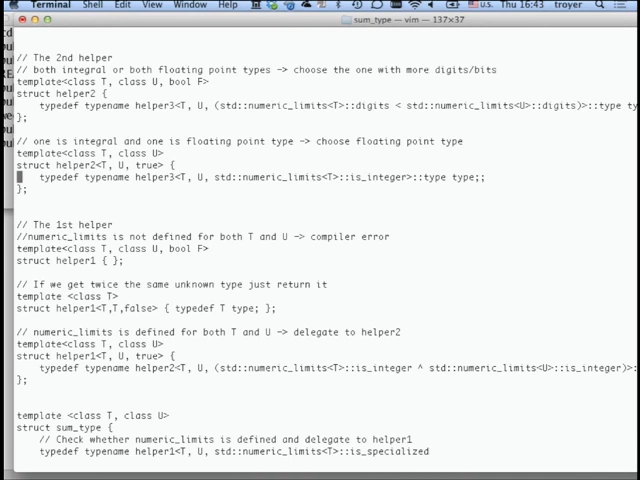 Terminal Shell Edit View Window Help U.S. Thu 16:43 troyer
sum_type — vim — 137×37
// The 2nd helper
// both integral or both floating point types -> choose the one with more digits/bits
template<class T, class U, bool F>
struct helper2 {
    typedef typename helper3<T, U, (std::numeric_limits<T>::digits < std::numeric_limits<U>::digits)>::type ty
};
// one is integral and one is floating point type -> choose floating point type
template<class T, class U>
struct helper2<T, U, true> {
    typedef typename helper3<T, U, std::numeric_limits<T>::is_integer>::type type;;
};
// The 1st helper
//numeric_limits is not defined for both T and U -> compiler error
template<class T, class U, bool F>
struct helper1 { };
// If we get twice the same unknown type just return it
template <class T>
struct helper1<T,T,false> { typedef T type; };
// numeric_limits is defined for both T and U -> delegate to helper2
template<class T, class U>
struct helper1<T, U, true> {
    typedef typename helper2<T, U, (std::numeric_limits<T>::is_integer ^ std::numeric_limits<U>::is_integer)>:
};
template <class T, class U>
struct sum_type {
    // Check whether numeric_limits is defined and delegate to helper1
    typedef typename helper1<T, U, std::numeric_limits<T>::is_specialized